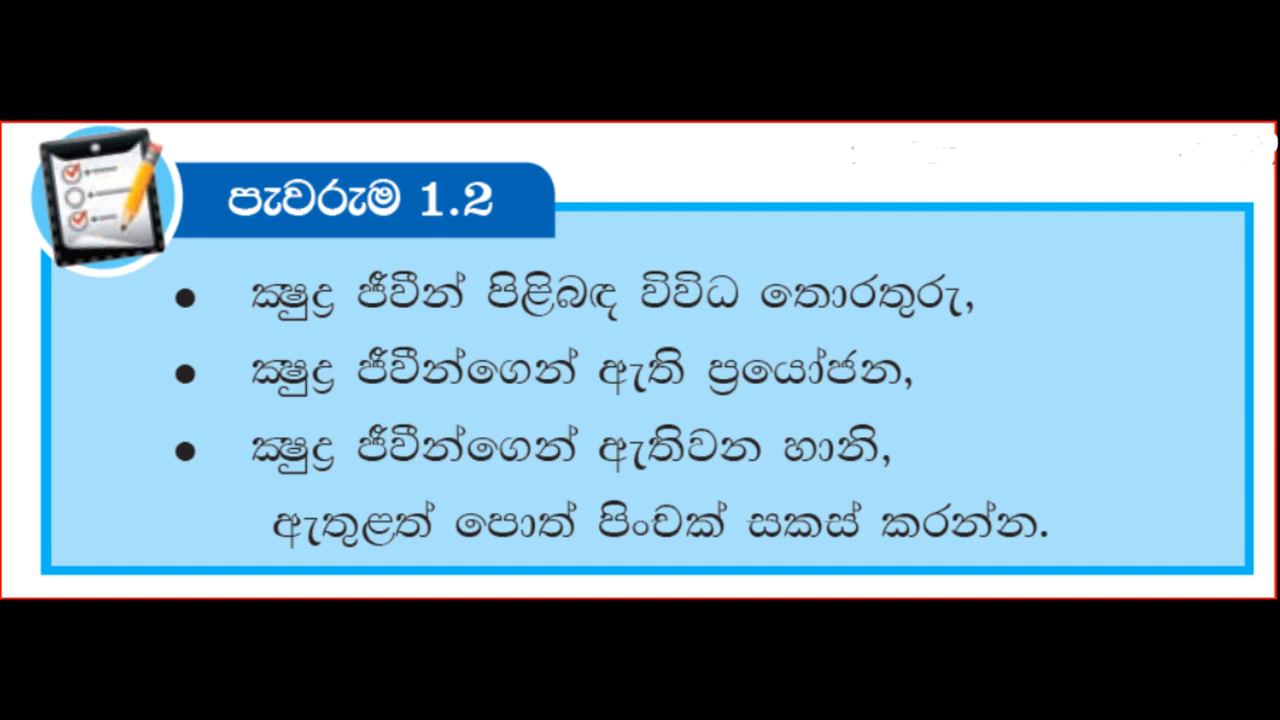 පැවරුම 1.2
● ක්‍ෂුද්‍ර ජීවීන් පිළිබඳ විවිධ තොරතුරු,
● ක්‍ෂුද්‍ර ජීවීන්ගෙන් ඇති ප්‍රයෝජන,
● ක්‍ෂුද්‍ර ජීවීන්ගෙන් ඇතිවන හානි,
ඇතුළත් පොත් පිංචක් සකස් කරන්න.